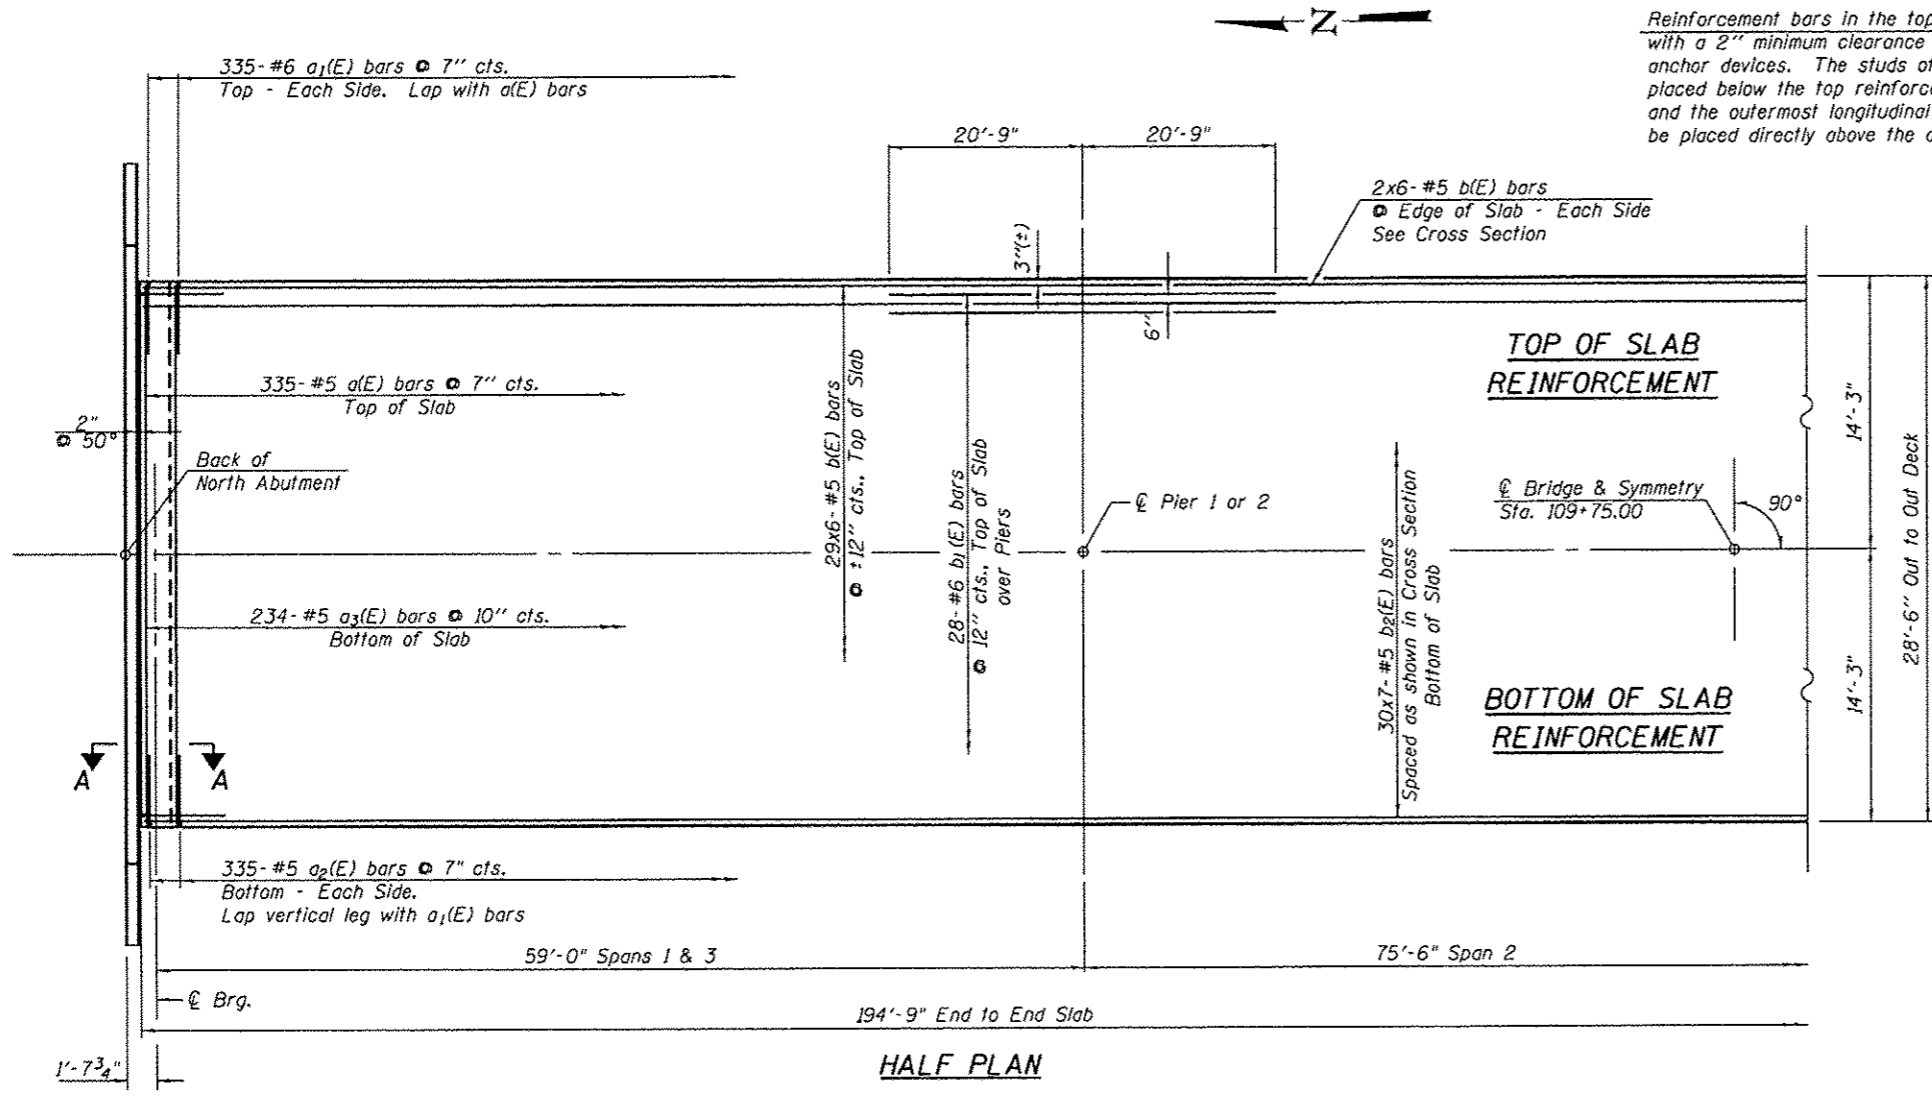 Z
Reinforcement bars in the top
with a 2" minimum clearance
anchor devices. The studs of
placed below the top reinforce
and the outermost longitudinal
be placed directly above the a
335-#6 a1(E) bars @ 7" cts.
Top - Each Side. Lap with a(E) bars
20'-9"
20'-9"
2x6-#5 b(E) bars
@ Edge of Slab - Each Side
See Cross Section
3"(±)
6"
TOP OF SLAB
REINFORCEMENT
335-#5 a(E) bars @ 7" cts.
Top of Slab
2"
@ 50°
Back of
North Abutment
29x6-#5 b(E) bars
@ ±12" cts., Top of Slab
28-#6 b1(E) bars
@ 12" cts., Top of Slab
over Piers
℄ Pier 1 or 2
30x7-#5 b2(E) bars
Spaced as shown in Cross Section
Bottom of Slab
℄ Bridge & Symmetry
Sta. 109+75.00
90°
14'-3"
14'-3"
28'-6" Out to Out Deck
234-#5 a3(E) bars @ 10" cts.
Bottom of Slab
BOTTOM OF SLAB
REINFORCEMENT
A
A
335-#5 a2(E) bars @ 7" cts.
Bottom - Each Side.
Lap vertical leg with a1(E) bars
59'-0" Spans 1 & 3
75'-6" Span 2
℄ Brg.
194'-9" End to End Slab
1'-7¾"
HALF PLAN